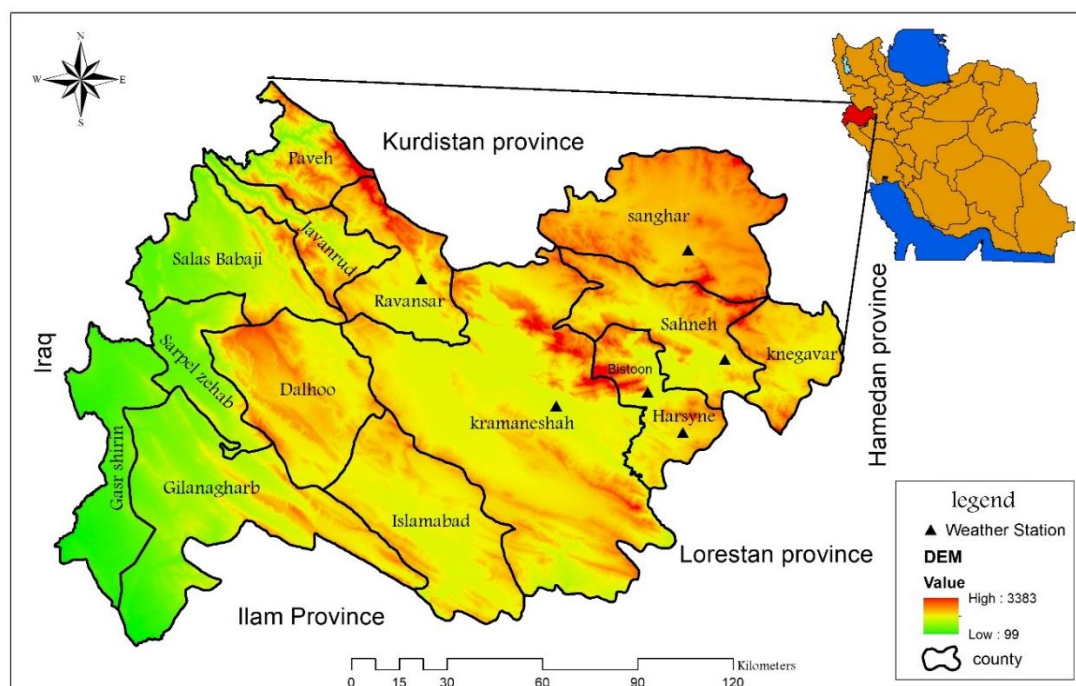 N
W E
S
Kurdistan province
Paveh
sanghar
Javanrud
Salas Babaji
Ravansar
Sahneh
knegavar
Hamedan province
Iraq
Sarpel zehab
Dalhoo
Bistoon
kramaneshah
Harsyne
Gasr shirin
Gilanagharb
Islamabad
Lorestan province
Ilam Province
legend
Weather Station
DEM
Value
High : 3383
Low : 99
county
Kilometers
0 15 30 60 90 120